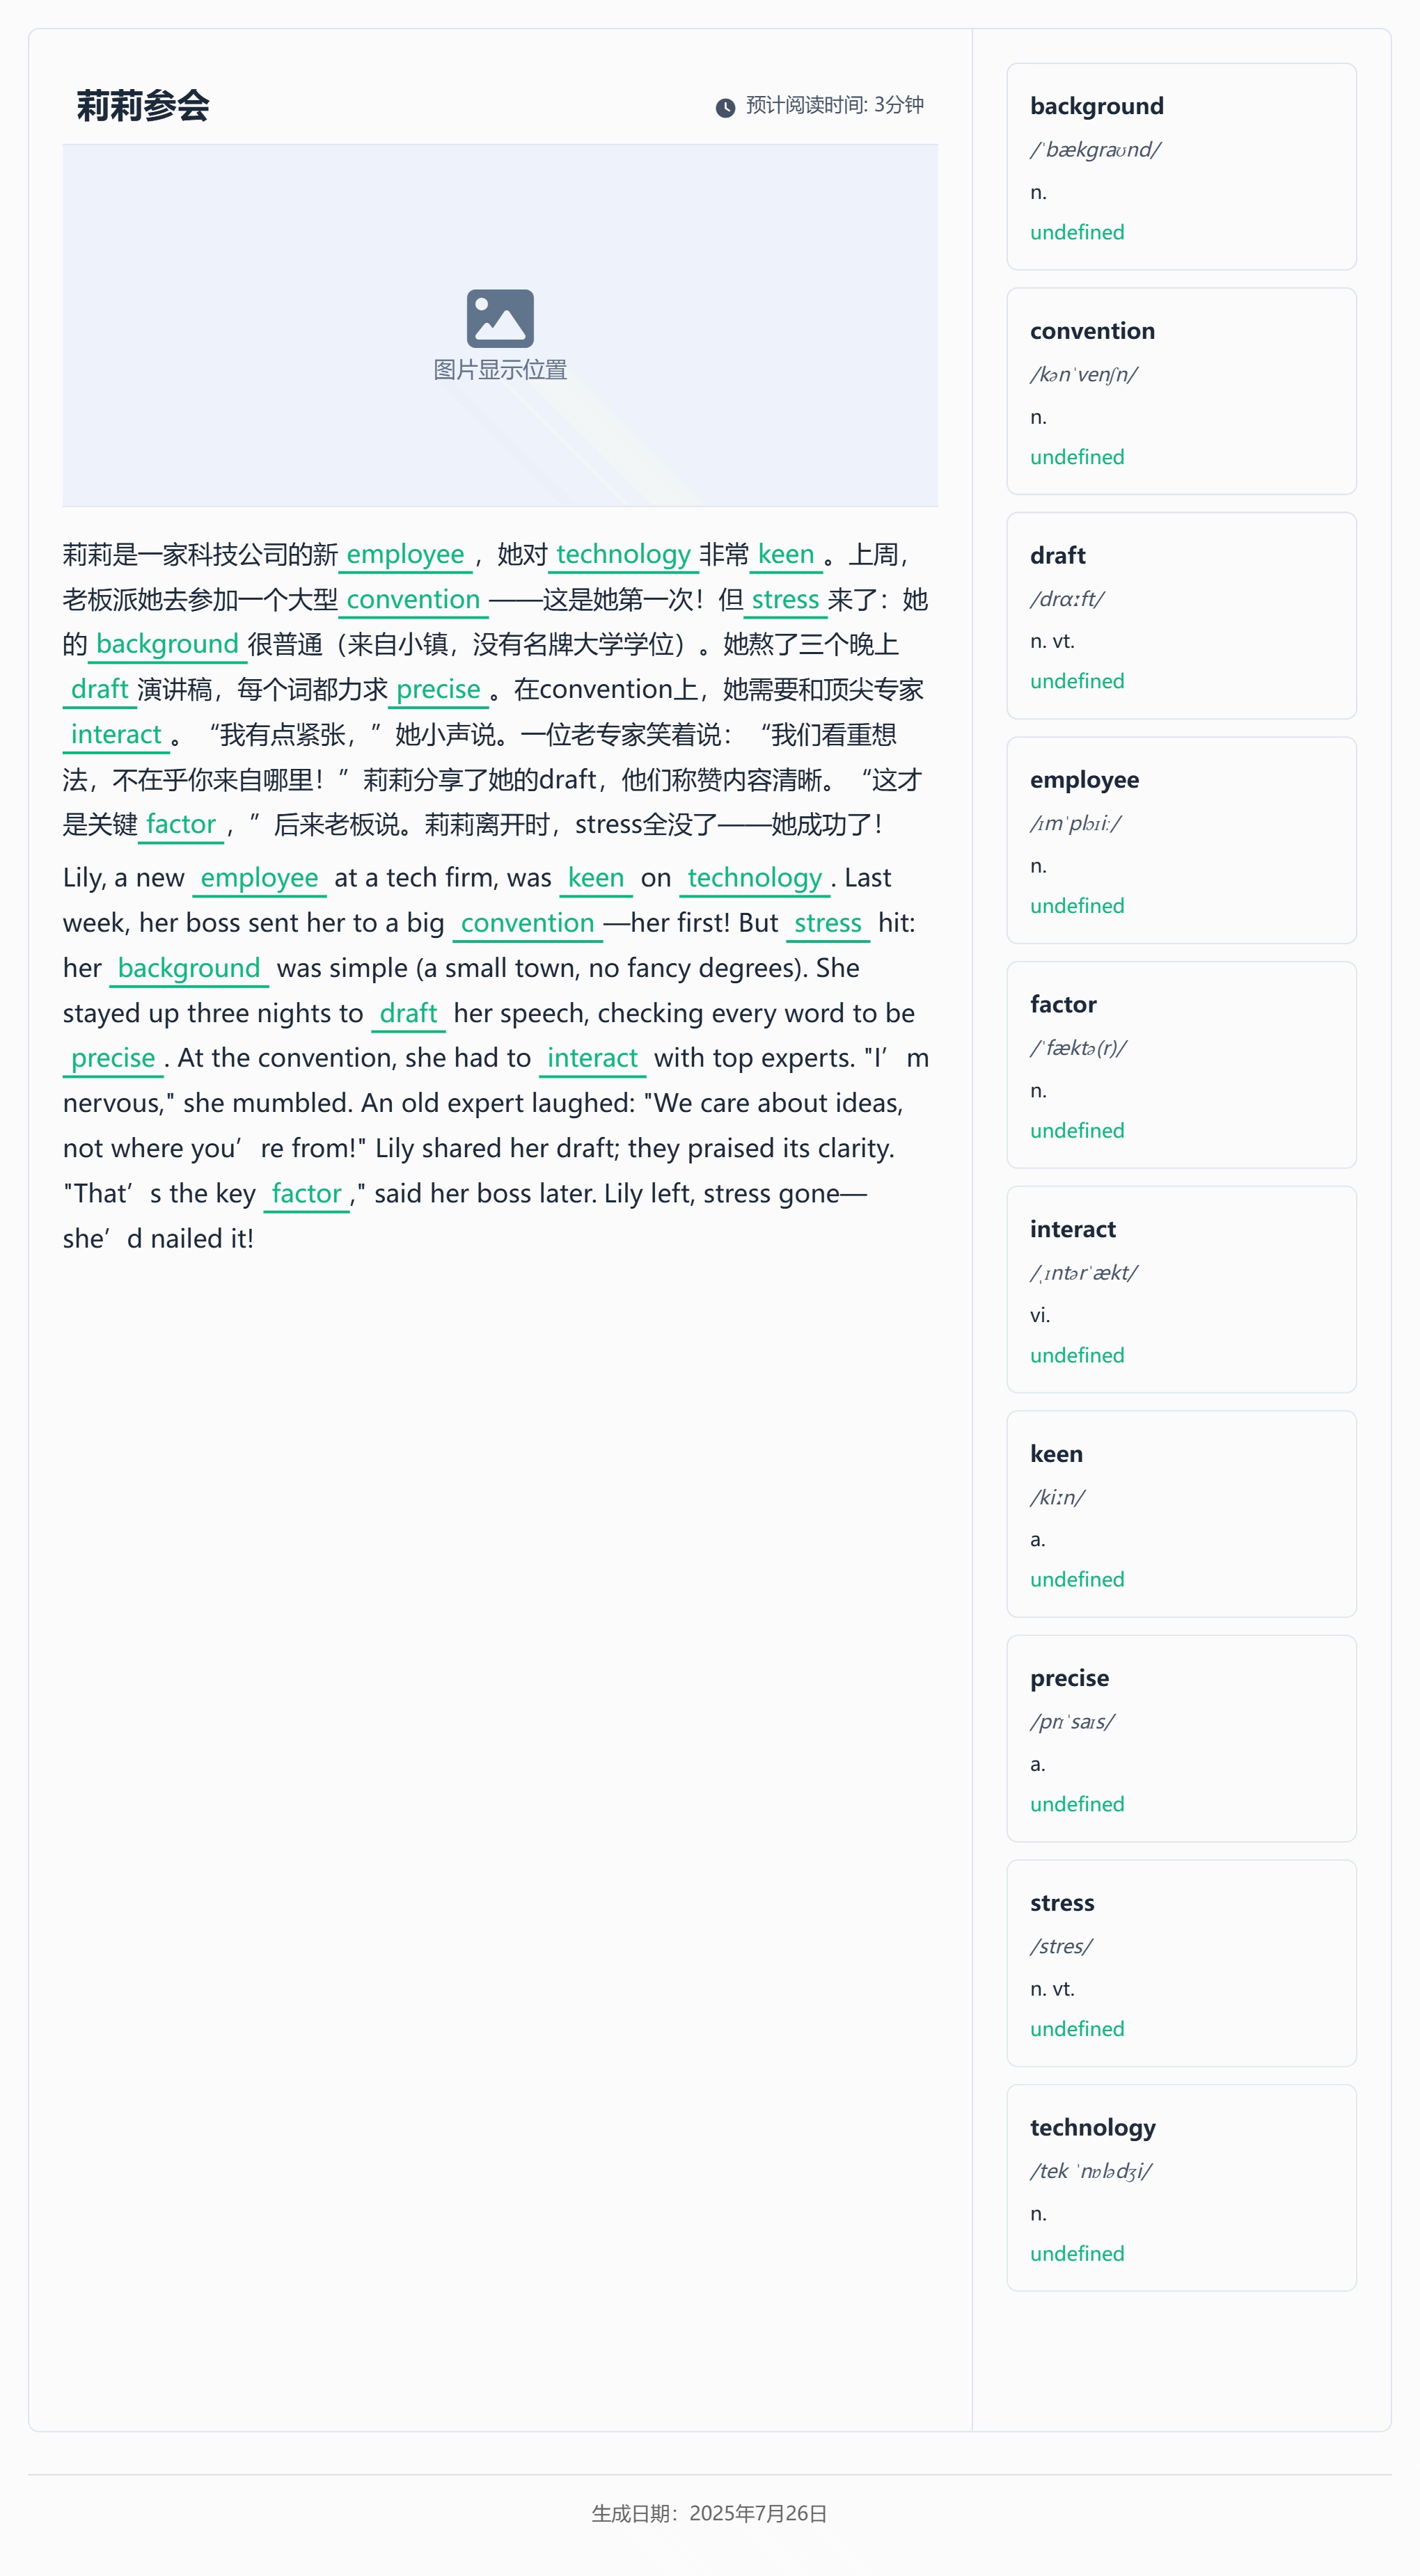 莉莉参会
预计阅读时间: 3分钟
图片显示位置
莉莉是一家科技公司的新 employee ，她对 technology 非常 keen 。上周，
老板派她去参加一个大型 convention ——这是她第一次！但 stress 来了：她
的 background 很普通（来自小镇，没有名牌大学学位）。她熬了三个晚上
draft 演讲稿，每个词都力求 precise 。在convention上，她需要和顶尖专家
interact 。“我有点紧张，”她小声说。一位老专家笑着说：“我们看重想
法，不在乎你来自哪里！”莉莉分享了她的draft，他们称赞内容清晰。“这才
是关键 factor ，”后来老板说。莉莉离开时，stress全没了——她成功了！
Lily, a new employee at a tech firm, was keen on technology . Last
week, her boss sent her to a big convention —her first! But stress hit:
her background was simple (a small town, no fancy degrees). She
stayed up three nights to draft her speech, checking every word to be
precise . At the convention, she had to interact with top experts. "I’m
nervous," she mumbled. An old expert laughed: "We care about ideas,
not where you’re from!" Lily shared her draft; they praised its clarity.
"That’s the key factor ," said her boss later. Lily left, stress gone—
she’d nailed it!
background
/ˈbækɡraʊnd/
n.
undefined
convention
/kənˈvenʃn/
n.
undefined
draft
/drɑːft/
n. vt.
undefined
employee
/ɪmˈplɔɪiː/
n.
undefined
factor
/ˈfæktə(r)/
n.
undefined
interact
/ˌɪntərˈækt/
vi.
undefined
keen
/kiːn/
a.
undefined
precise
/prɪˈsaɪs/
a.
undefined
stress
/stres/
n. vt.
undefined
technology
/tek ˈnɒlədʒi/
n.
undefined
生成日期：2025年7月26日